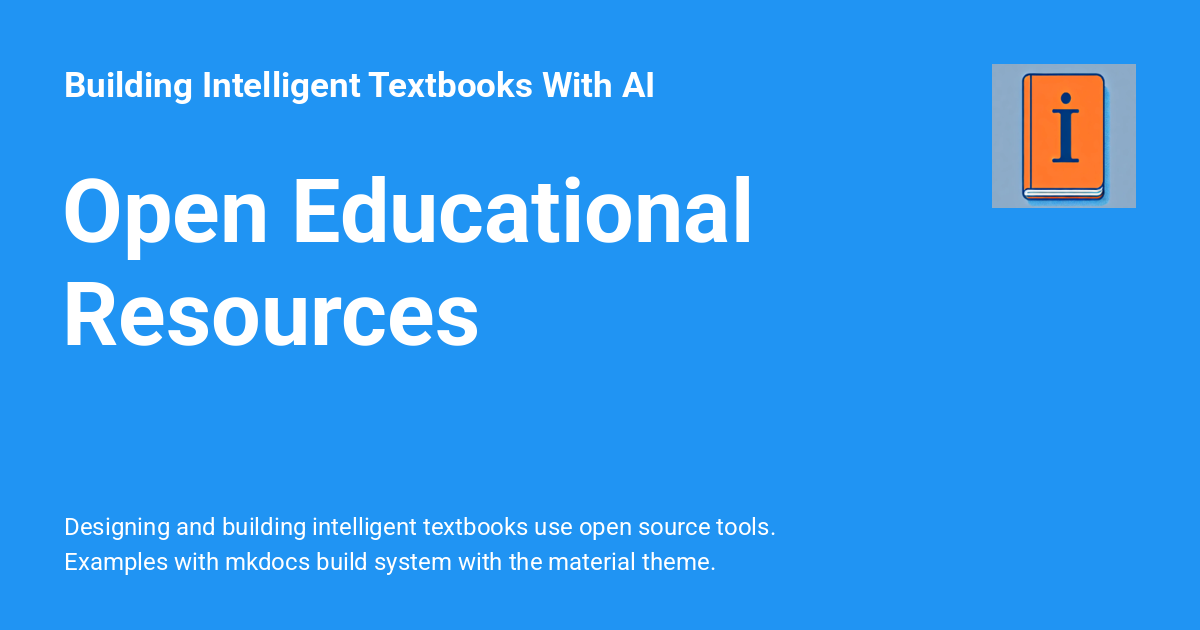 Building Intelligent Textbooks With AI
i
Open Educational
Resources
Designing and building intelligent textbooks use open source tools.
Examples with mkdocs build system with the material theme.